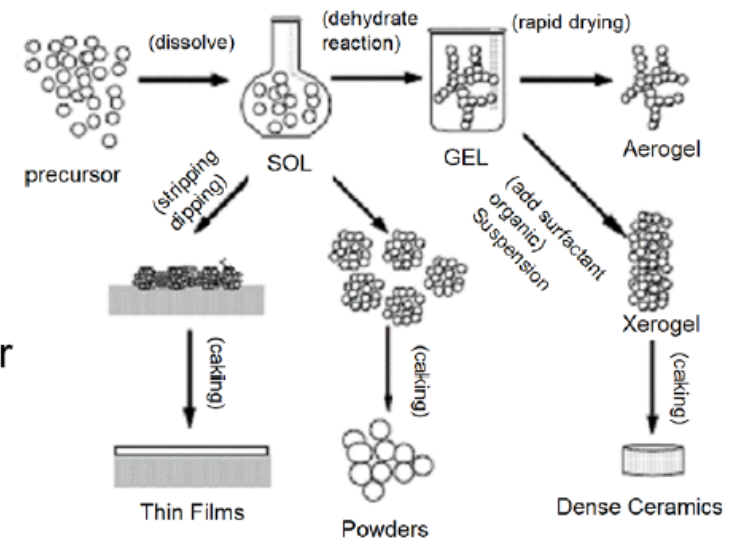 (dissolve)
(dehydrate
reaction)
(rapid drying)
precursor
SOL
GEL
Aerogel
(stripping
dipping)
(add surfactant
organic)
Suspension
r
Xerogel
(cakiing)
(caking)
(caking)
Thin Films
Powders
Dense Ceramics